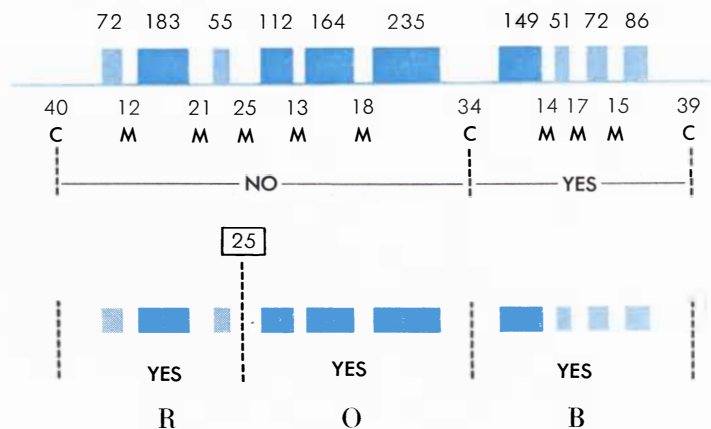 72 183 55 112 164 235 149 51 72 86
40 12 21 25 13 18 34 14 17 15 39
C M M M M M C M M M C
NO YES
25
YES YES YES
R O B